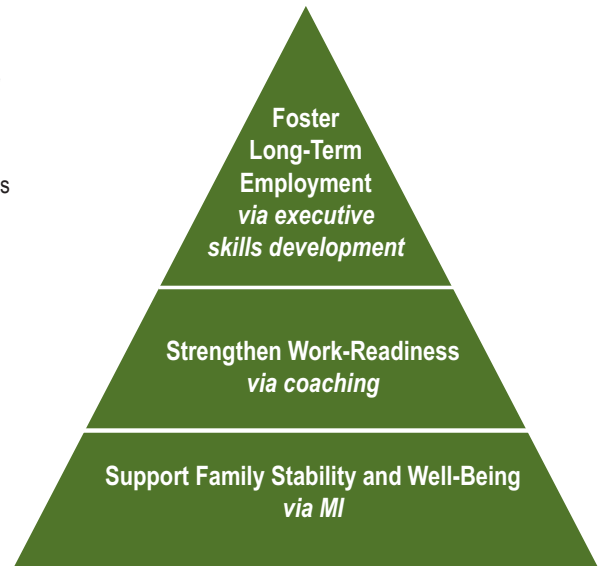 Foster
Long-Term
Employment
via executive
skills development
s
Strengthen Work-Readiness
via coaching
Support Family Stability and Well-Being
via MI